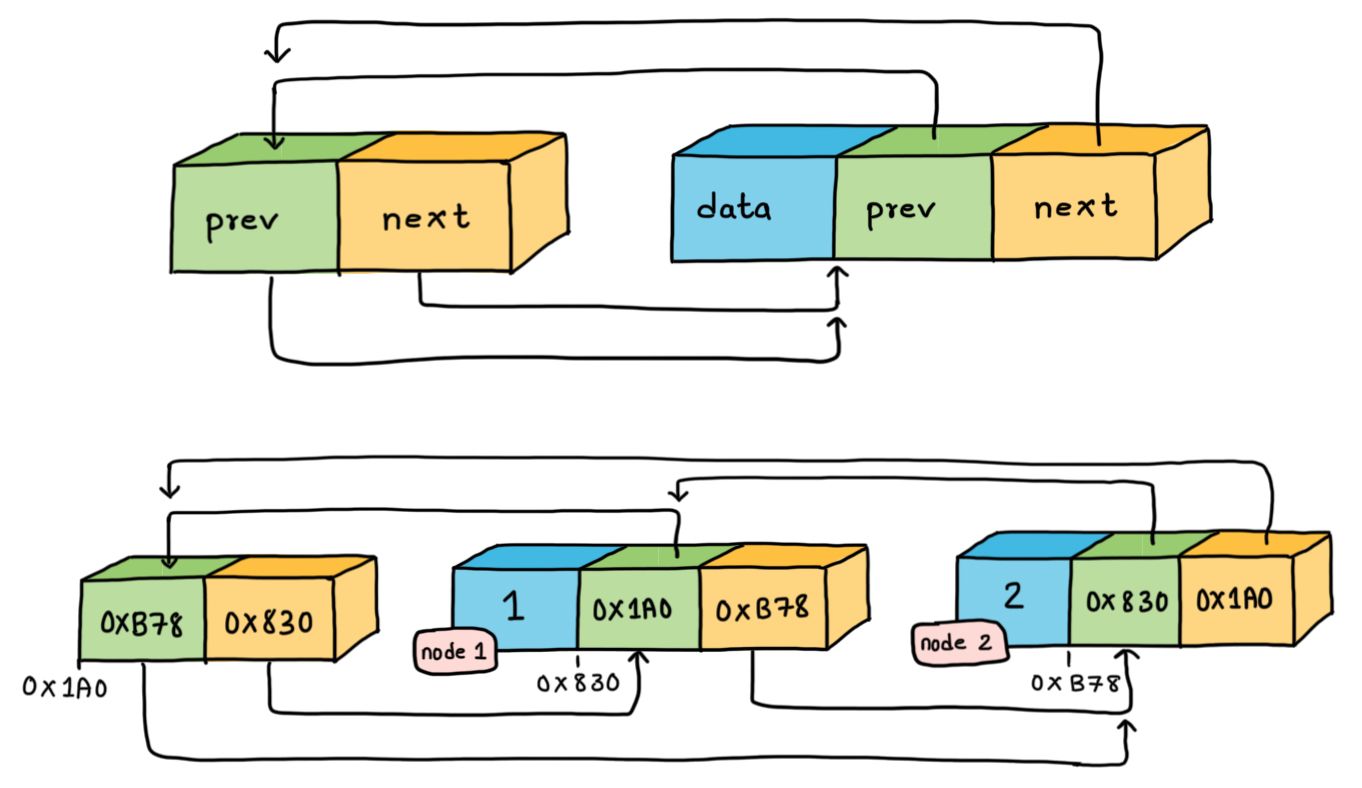 prev next data prev next
0XB78 0X830 1 0X1A0 0XB78 2 0X830 0X1A0
node 1 node 2
0X1A0 0X830 0XB78